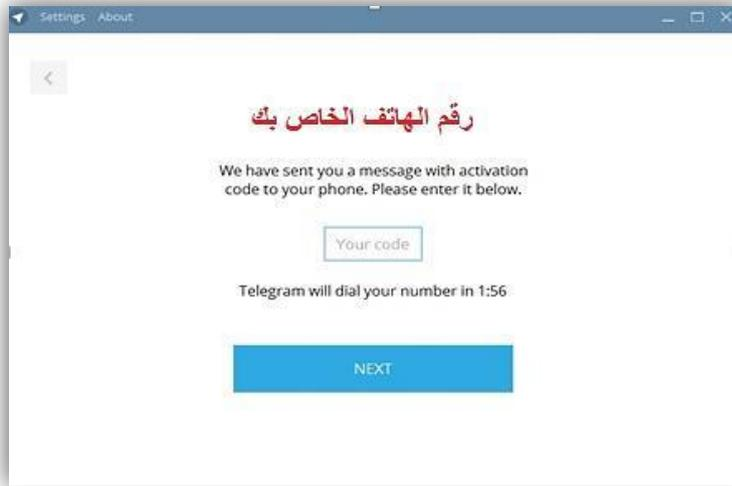 Settings About
رقم الهاتف الخاص بك
We have sent you a message with activation
code to your phone. Please enter it below.
Your code
Telegram will dial your number in 1:56
NEXT